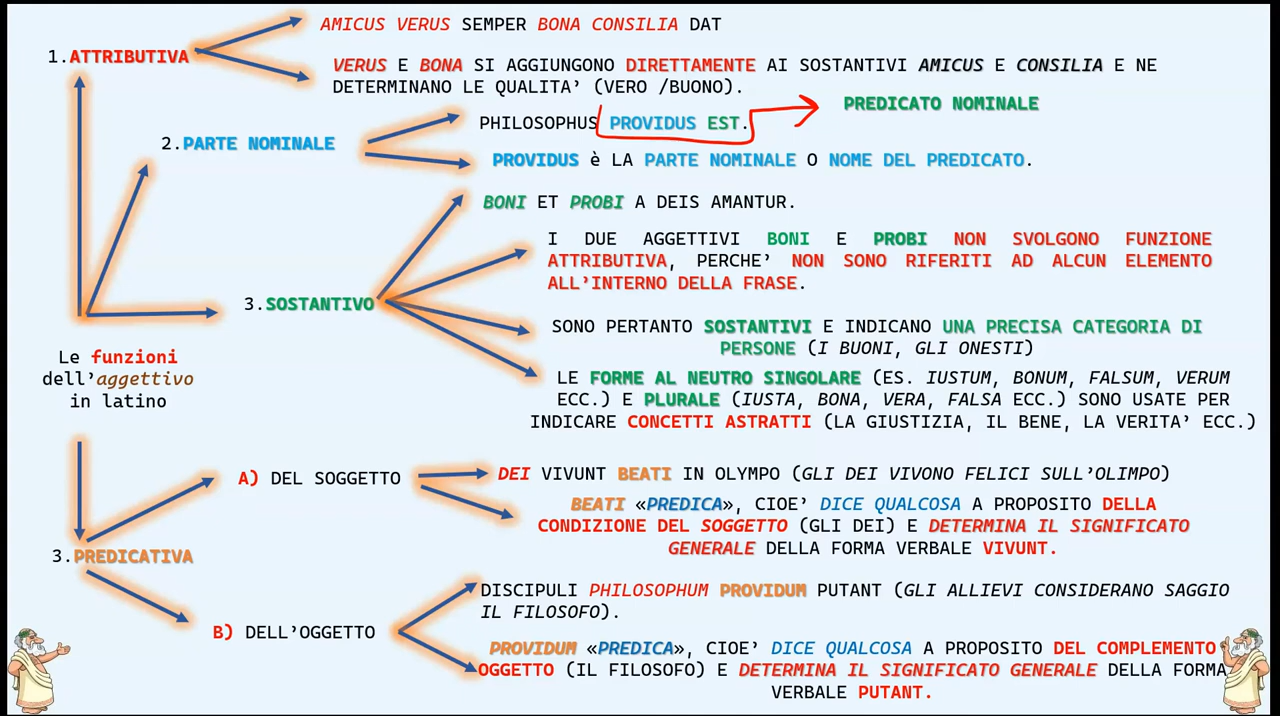 1.ATTRIBUTIVA
AMICUS VERUS SEMPER BONA CONSILIA DAT
VERUS E BONA SI AGGIUNGONO DIRETTAMENTE AI SOSTANTIVI AMICUS E CONSILIA E NE
DETERMINANO LE QUALITA’ (VERO /BUONO).
2.PARTE NOMINALE
PHILOSOPHUS PROVIDUS EST.
PREDICATO NOMINALE
PROVIDUS è LA PARTE NOMINALE O NOME DEL PREDICATO.
3.SOSTANTIVO
BONI ET PROBI A DEIS AMANTUR.
I DUE AGGETTIVI BONI E PROBI NON SVOLGONO FUNZIONE
ATTRIBUTIVA, PERCHE’ NON SONO RIFERITI AD ALCUN ELEMENTO
ALL’INTERNO DELLA FRASE.
SONO PERTANTO SOSTANTIVI E INDICANO UNA PRECISA CATEGORIA DI
PERSONE (I BUONI, GLI ONESTI)
LE FORME AL NEUTRO SINGOLARE (ES. IUSTUM, BONUM, FALSUM, VERUM
ECC.) E PLURALE (IUSTA, BONA, VERA, FALSA ECC.) SONO USATE PER
INDICARE CONCETTI ASTRATTI (LA GIUSTIZIA, IL BENE, LA VERITA’ ECC.)
Le funzioni
dell’aggettivo
in latino
3.PREDICATIVA
A) DEL SOGGETTO
DEI VIVUNT BEATI IN OLYMPO (GLI DEI VIVONO FELICI SULL’OLIMPO)
BEATI «PREDICA», CIOE’ DICE QUALCOSA A PROPOSITO DELLA
CONDIZIONE DEL SOGGETTO (GLI DEI) E DETERMINA IL SIGNIFICATO
GENERALE DELLA FORMA VERBALE VIVUNT.
B) DELL’OGGETTO
DISCIPULI PHILOSOPHUM PROVIDUM PUTANT (GLI ALLIEVI CONSIDERANO SAGGIO
IL FILOSOFO).
PROVIDUM «PREDICA», CIOE’ DICE QUALCOSA A PROPOSITO DEL COMPLEMENTO
OGGETTO (IL FILOSOFO) E DETERMINA IL SIGNIFICATO GENERALE DELLA FORMA
VERBALE PUTANT.